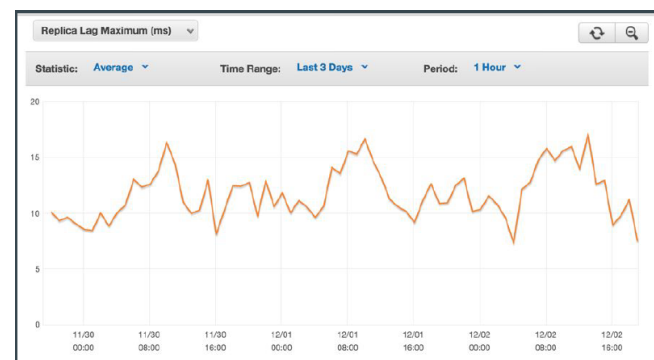 Replica Lag Maximum (ms)
Statistic: Average Time Range: Last 3 Days Period: 1 Hour
20
15
10
5
0
11/30 11/30 11/30 12/01 12/01 12/01 12/02 12/02 12/02
00:00 08:00 16:00 00:00 08:00 16:00 00:00 08:00 16:00